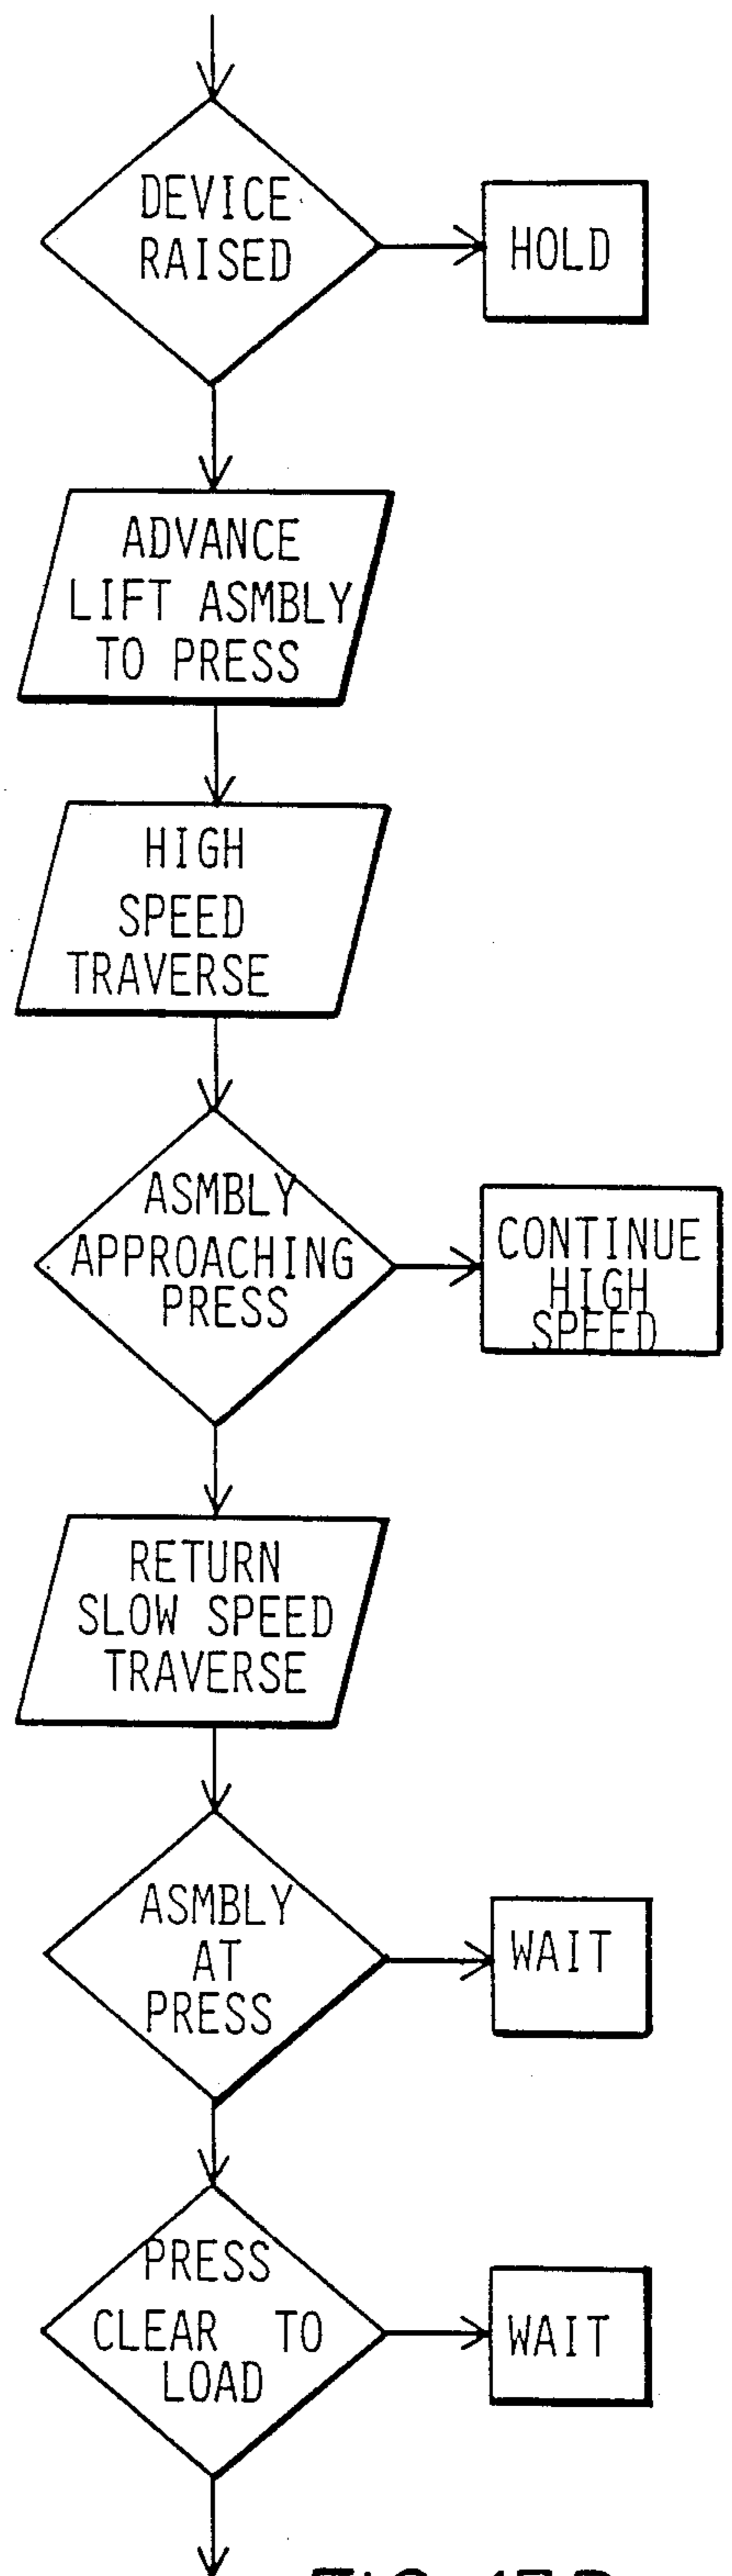 DEVICE
RAISED
HOLD
ADVANCE
LIFT ASMBLY
TO PRESS
HIGH
SPEED
TRAVERSE
ASMBLY
APPROACHING
PRESS
CONTINUE
HIGH
SPEED
RETURN
SLOW SPEED
TRAVERSE
ASMBLY
AT
PRESS
WAIT
PRESS
CLEAR TO
LOAD
WAIT